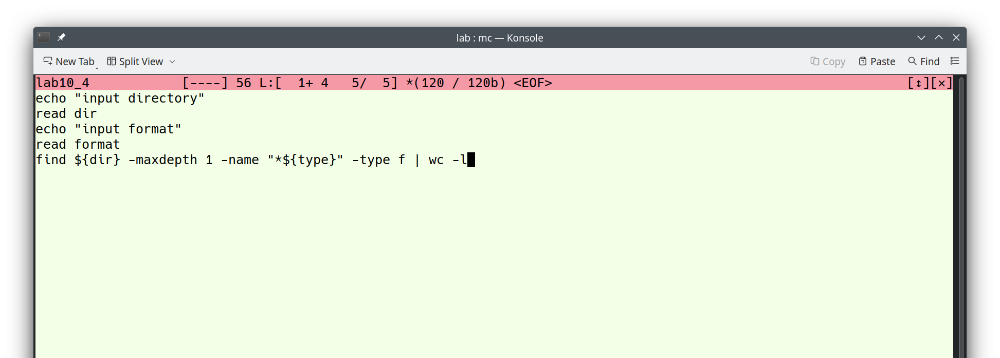 lab : mc — Konsole
New Tab Split View Copy Paste Find
lab10_4 [----] 56 L:[ 1+ 4 5/ 5] *(120 / 120b) <EOF> [↕][×]
echo "input directory"
read dir
echo "input format"
read format
find ${dir} -maxdepth 1 -name "*${type}" -type f | wc -l